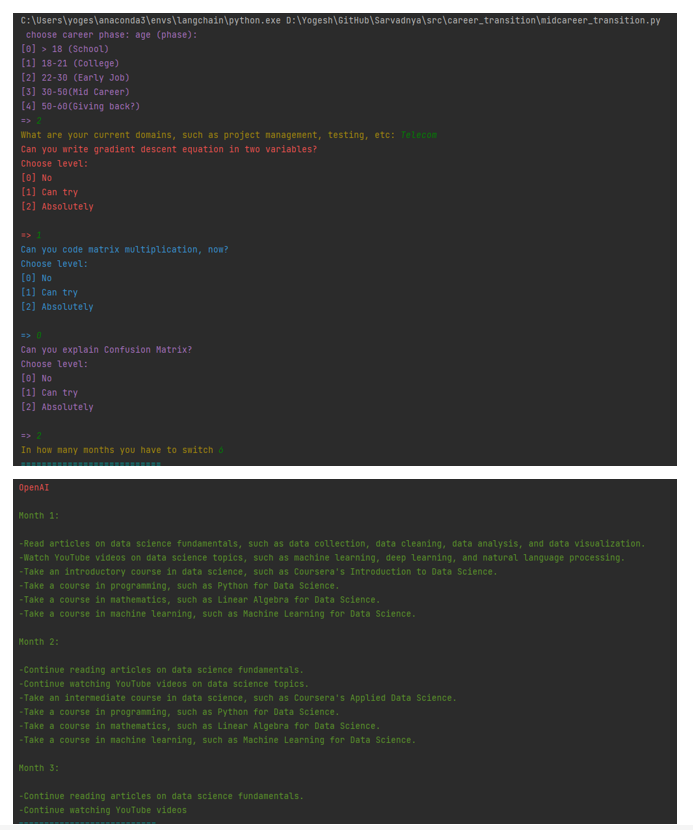 C:\Users\yoges\anaconda3\envs\langchain\python.exe D:\Yogesh\GitHub\Sarvadnya\src\career_transition\midcareer_transition.py
choose career phase: age (phase):
[0] > 18 (School)
[1] 18-21 (College)
[2] 22-30 (Early Job)
[3] 30-50(Mid Career)
[4] 50-60(Giving back?)
=> 2
What are your current domains, such as project management, testing, etc: Telecom
Can you write gradient descent equation in two variables?
Choose level:
[0] No
[1] Can try
[2] Absolutely
=> 1
Can you code matrix multiplication, now?
Choose level:
[0] No
[1] Can try
[2] Absolutely
=> 0
Can you explain Confusion Matrix?
Choose level:
[0] No
[1] Can try
[2] Absolutely
=> 2
In how many months you have to switch 6
===========================
OpenAI
Month 1:
-Read articles on data science fundamentals, such as data collection, data cleaning, data analysis, and data visualization.
-Watch YouTube videos on data science topics, such as machine learning, deep learning, and natural language processing.
-Take an introductory course in data science, such as Coursera's Introduction to Data Science.
-Take a course in programming, such as Python for Data Science.
-Take a course in mathematics, such as Linear Algebra for Data Science.
-Take a course in machine learning, such as Machine Learning for Data Science.
Month 2:
-Continue reading articles on data science fundamentals.
-Continue watching YouTube videos on data science topics.
-Take an intermediate course in data science, such as Coursera's Applied Data Science.
-Take a course in programming, such as Python for Data Science.
-Take a course in mathematics, such as Linear Algebra for Data Science.
-Take a course in machine learning, such as Machine Learning for Data Science.
Month 3:
-Continue reading articles on data science fundamentals.
-Continue watching YouTube videos
==========================